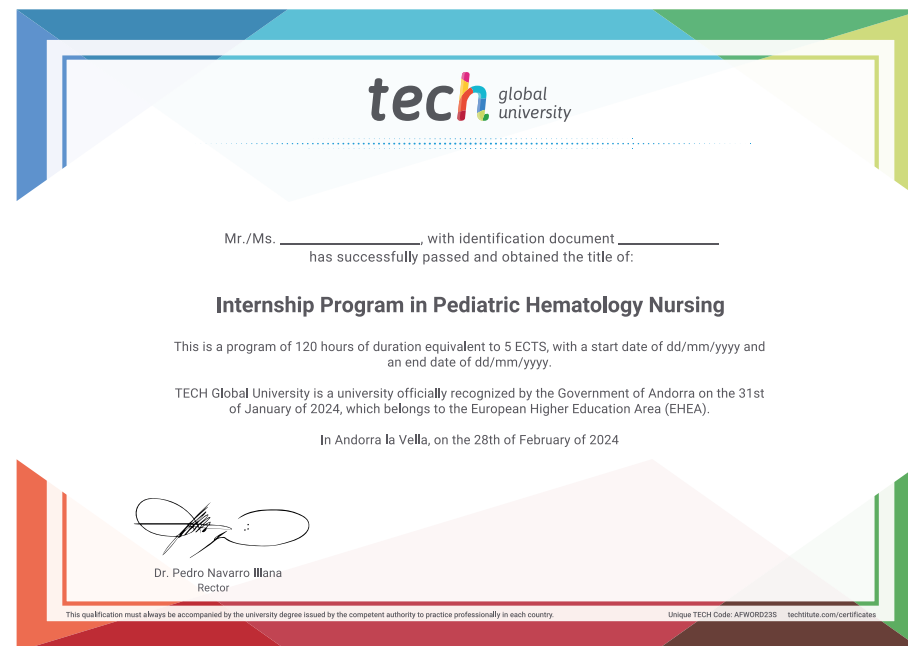 tech global
university
Mr./Ms. ____________________, with identification document ______________
has successfully passed and obtained the title of:
Internship Program in Pediatric Hematology Nursing
This is a program of 120 hours of duration equivalent to 5 ECTS, with a start date of dd/mm/yyyy and
an end date of dd/mm/yyyy.
TECH Global University is a university officially recognized by the Government of Andorra on the 31st
of January of 2024, which belongs to the European Higher Education Area (EHEA).
In Andorra la Vella, on the 28th of February of 2024
Dr. Pedro Navarro Illana
Rector
This qualification must always be accompanied by the university degree issued by the competent authority to practice professionally in each country.
Unique TECH Code: AFWORD23S techtitute.com/certificates